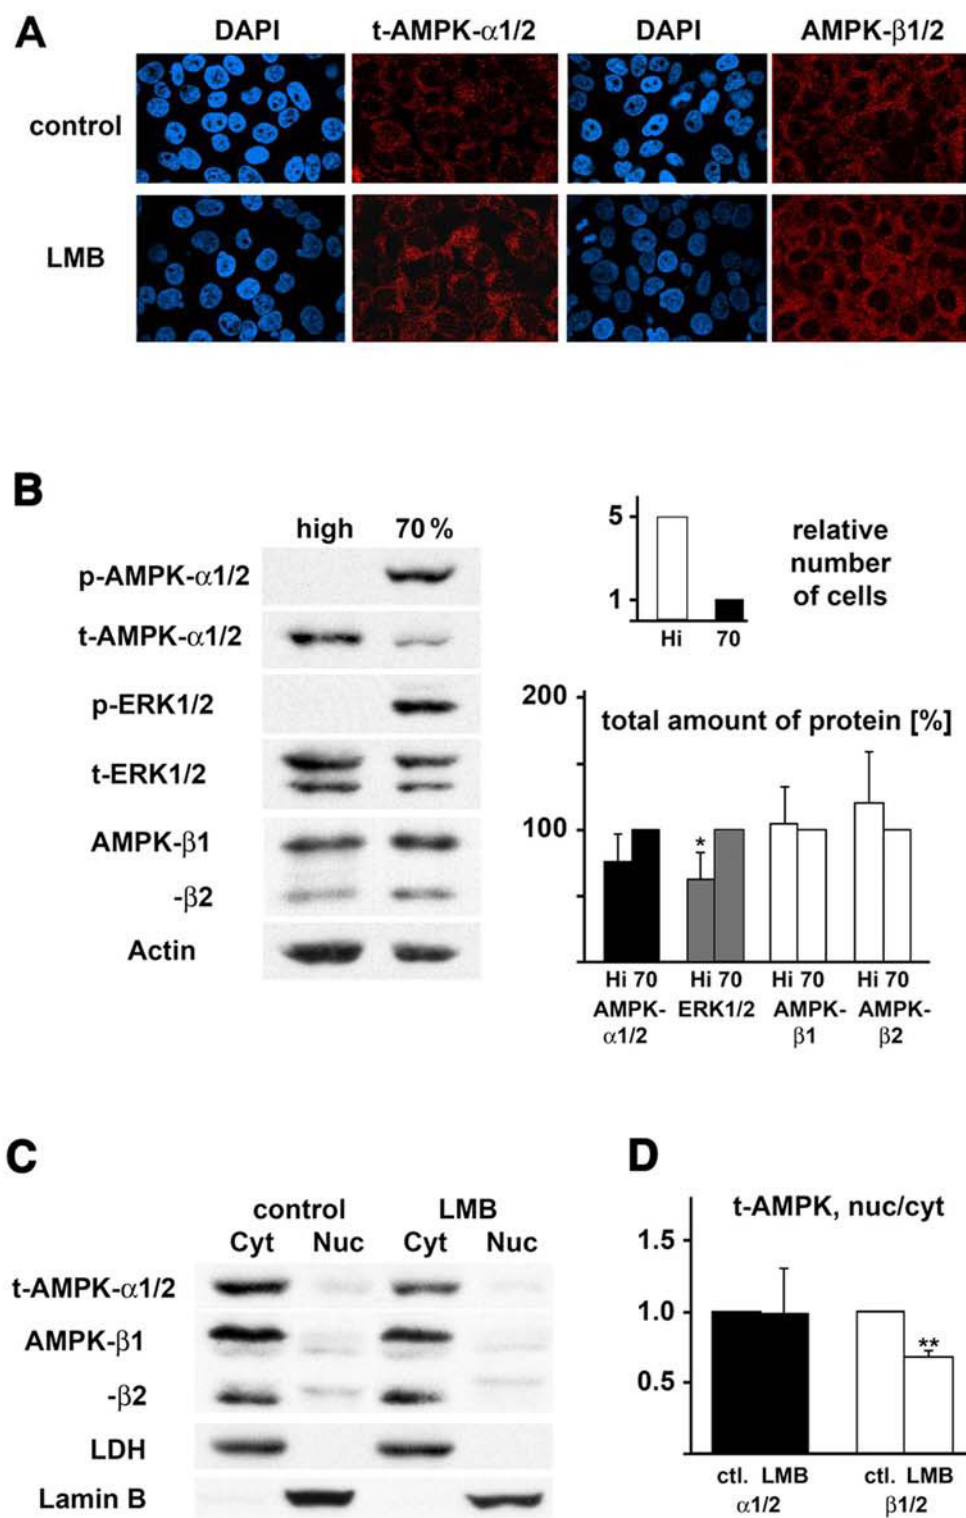 A
DAPI t-AMPK-α1/2 DAPI AMPK-β1/2
control
LMB
B
high 70 %
p-AMPK-α1/2
t-AMPK-α1/2
p-ERK1/2
t-ERK1/2
AMPK-β1
-β2
Actin
5
1
Hi 70
relative
number
of cells
200
total amount of protein [%]
100
*
Hi 70 Hi 70 Hi 70 Hi 70
AMPK- ERK1/2 AMPK- AMPK-
α1/2 β1 β2
C
control LMB
Cyt Nuc Cyt Nuc
t-AMPK-α1/2
AMPK-β1
-β2
LDH
Lamin B
D
t-AMPK, nuc/cyt
1.5
1.0
**
0.5
ctl. LMB ctl. LMB
α1/2 β1/2